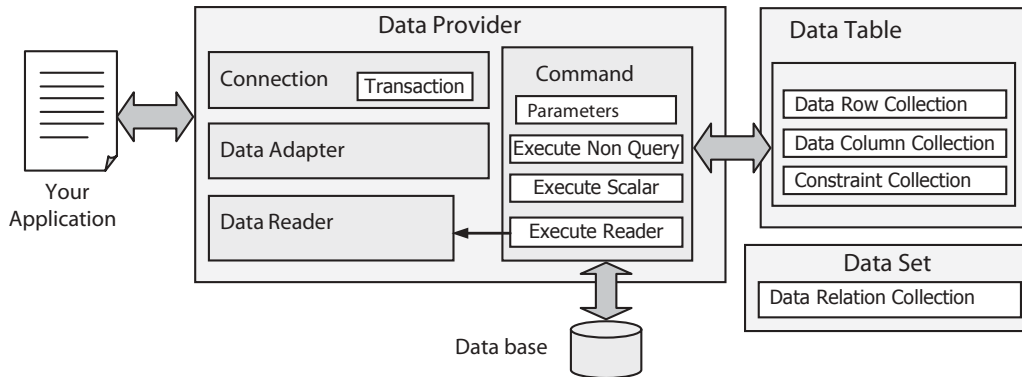 Data Provider
Connection
Transaction
Data Adapter
Data Reader
Command
Parameters
Execute Non Query
Execute Scalar
Execute Reader
Your
Application
Data base
Data Table
Data Row Collection
Data Column Collection
Constraint Collection
Data Set
Data Relation Collection